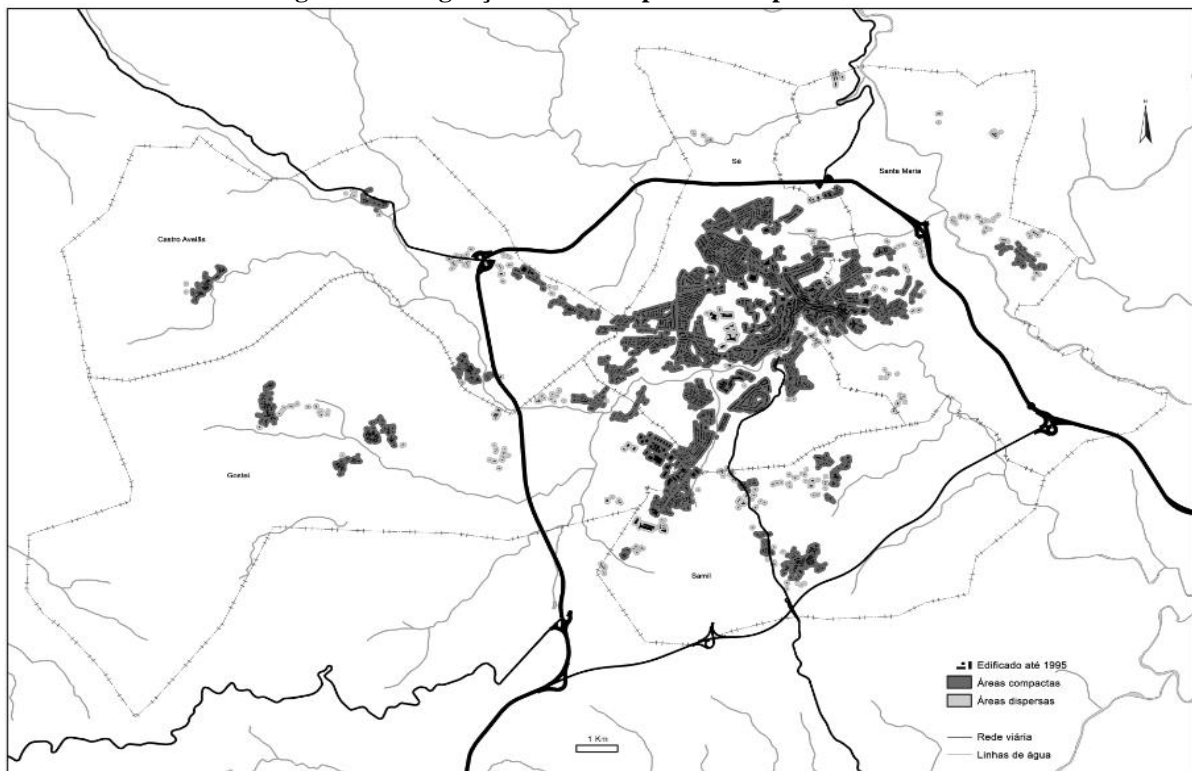 N
Sé
Santa Maria
Castro Avelãs
Gostei
Samil
Edificado até 1995
Áreas compactas
Áreas dispersas
Rede viária
Linhas de água
1 Km